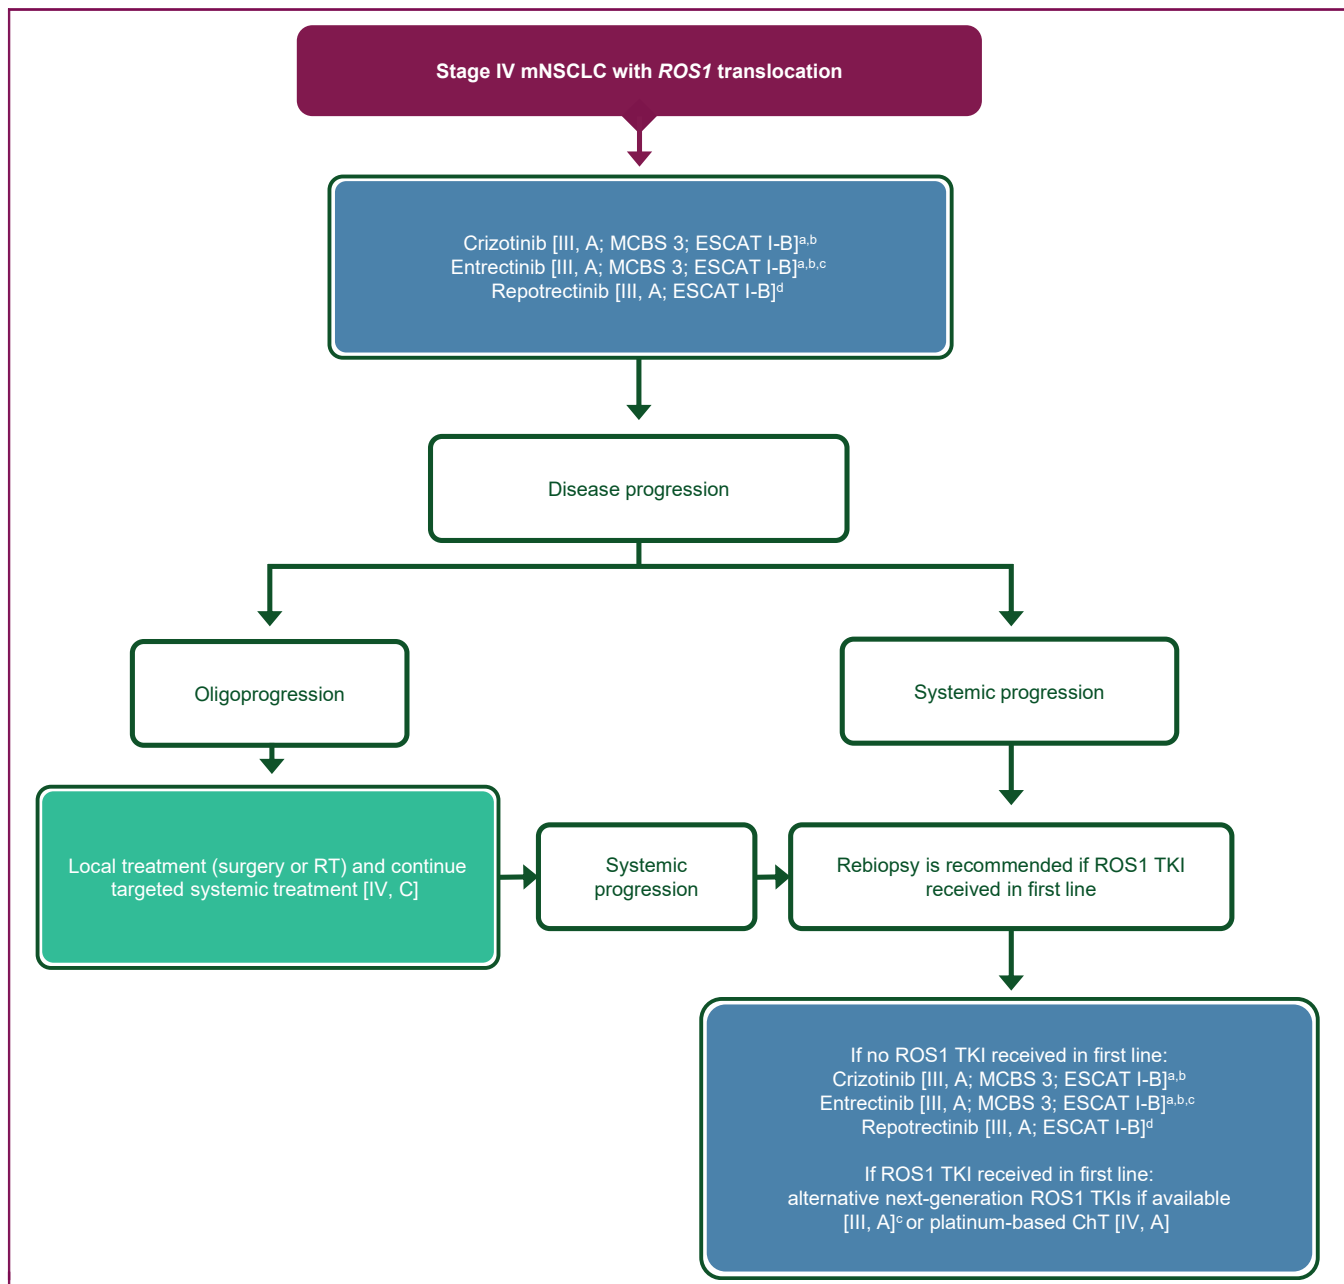 Stage IV mNSCLC with ROS1 translocation
Crizotinib [III, A; MCBS 3; ESCAT I-B]a,b
Entrectinib [III, A; MCBS 3; ESCAT I-B]a,b,c
Repotrectinib [III, A; ESCAT I-B]d
Disease progression
Oligoprogression
Systemic progression
Local treatment (surgery or RT) and continue
targeted systemic treatment [IV, C]
Systemic
progression
Rebiopsy is recommended if ROS1 TKI
received in first line
If no ROS1 TKI received in first line:
Crizotinib [III, A; MCBS 3; ESCAT I-B]a,b
Entrectinib [III, A; MCBS 3; ESCAT I-B]a,b,c
Repotrectinib [III, A; ESCAT I-B]d
If ROS1 TKI received in first line:
alternative next-generation ROS1 TKIs if available
[III, A]c or platinum-based ChT [IV, A]